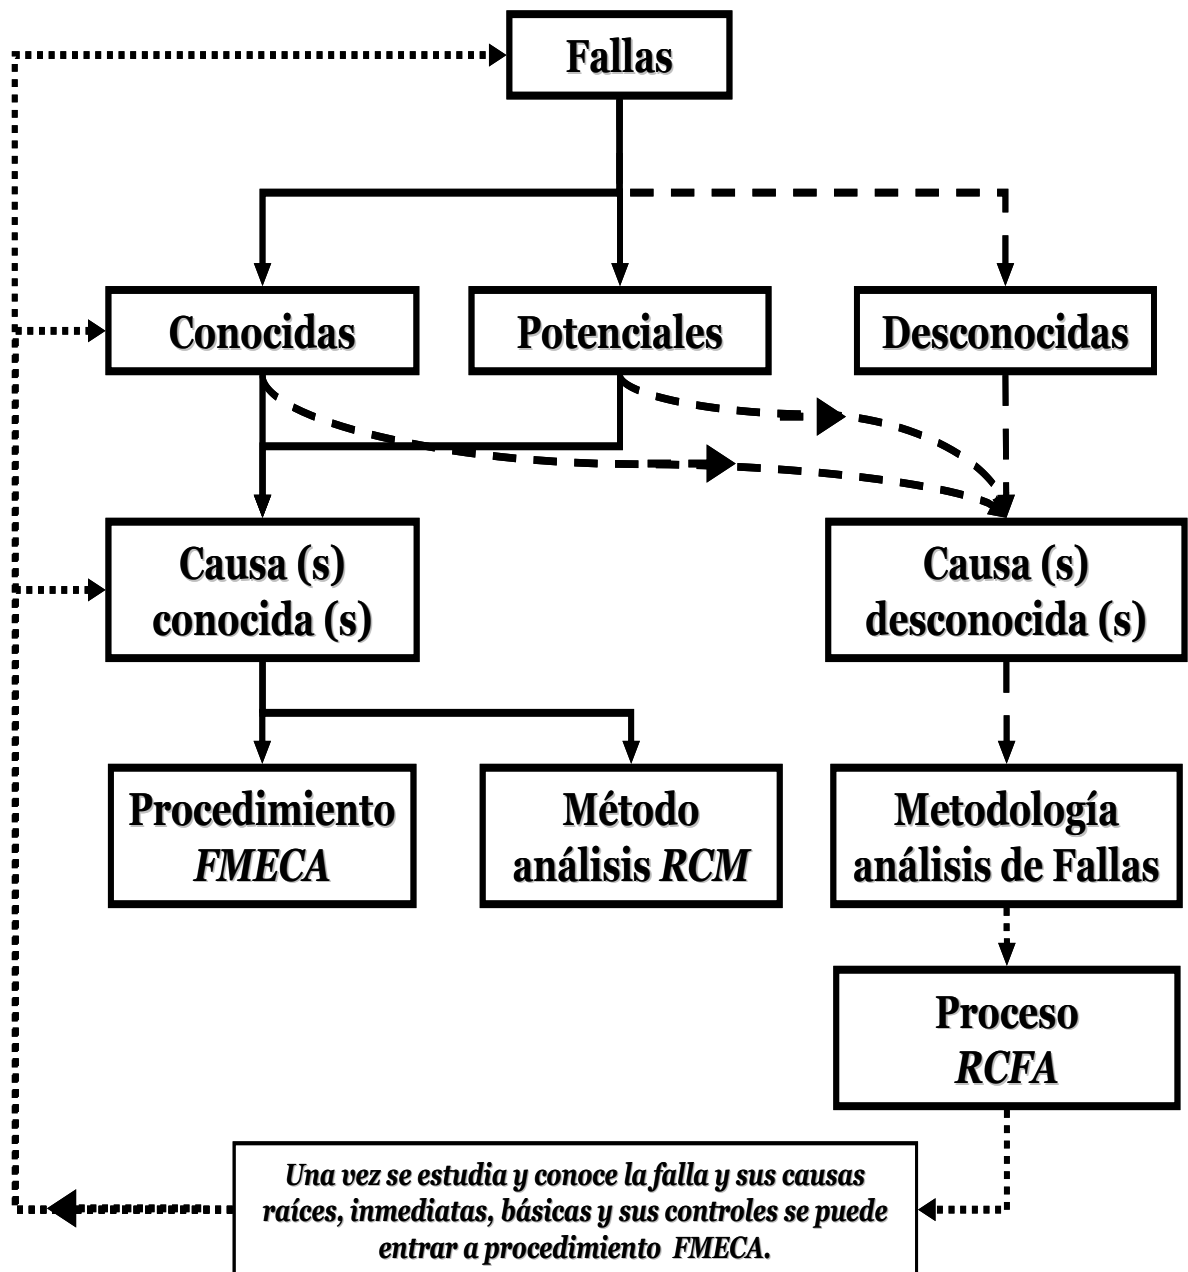 Fallas
Conocidas
Potenciales
Desconocidas
Causa (s)
conocida (s)
Causa (s)
desconocida (s)
Procedimiento
FMECA
Método
análisis RCM
Metodología
análisis de Fallas
Proceso
RCFA
Una vez se estudia y conoce la falla y sus causas
raíces, inmediatas, básicas y sus controles se puede
entrar a procedimiento FMECA.